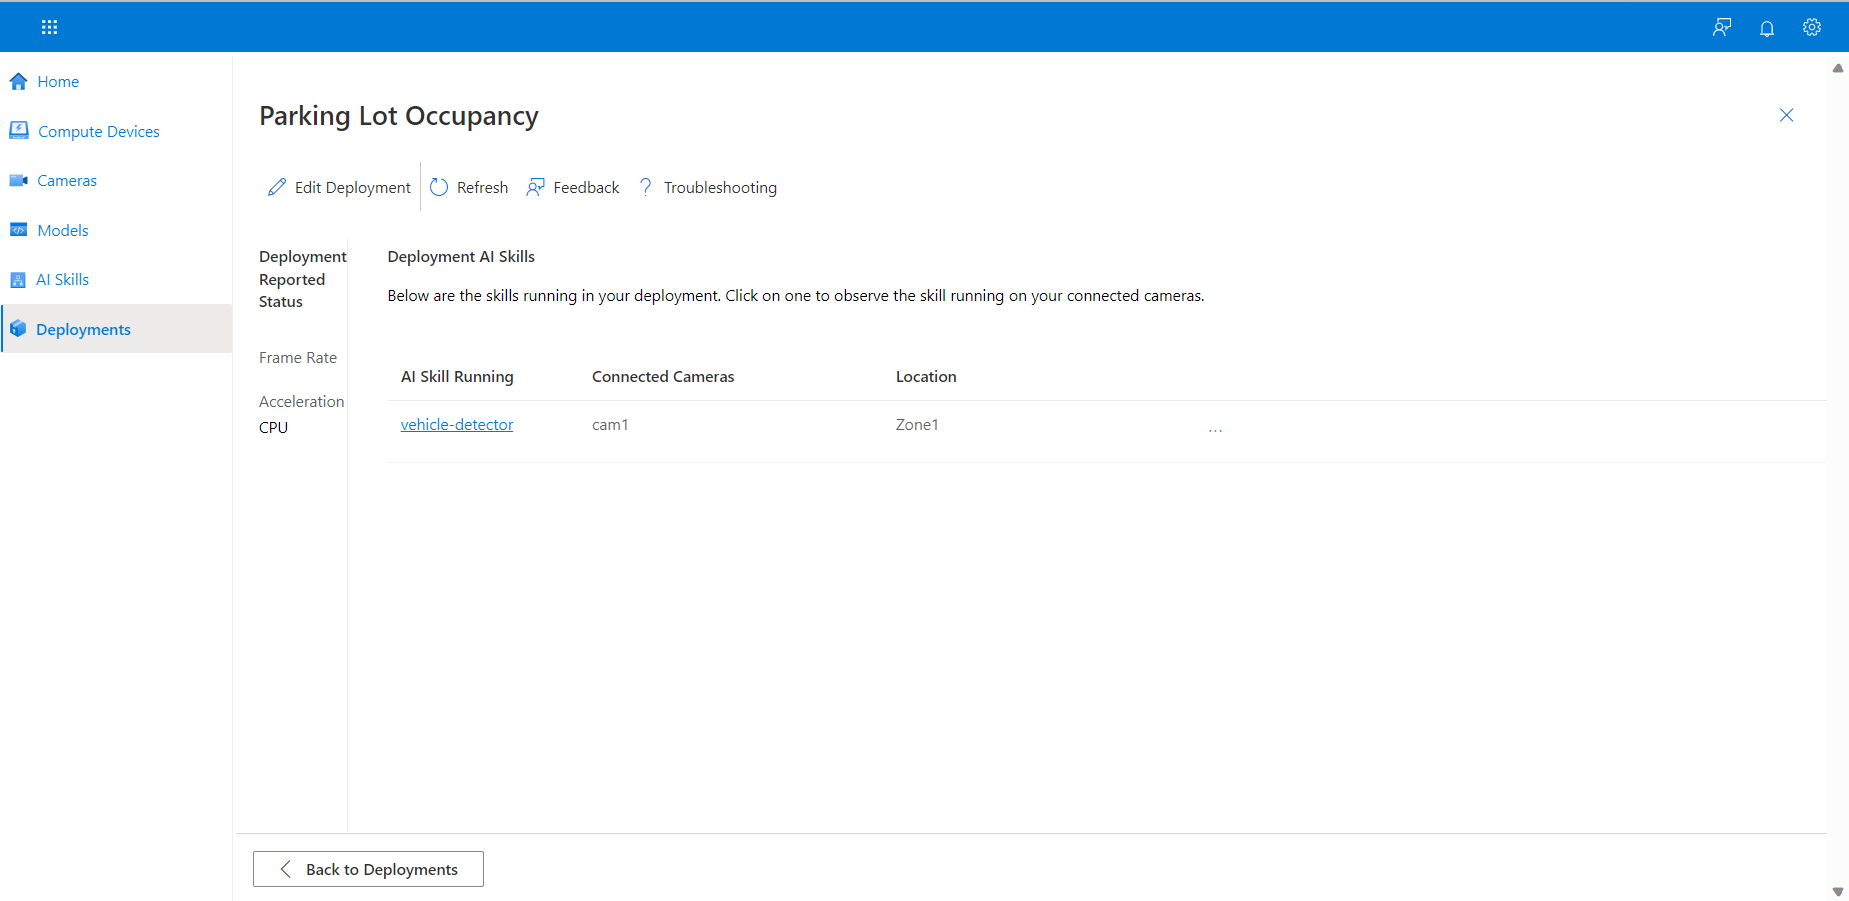 Home
Compute Devices
Cameras
Models
AI Skills
Deployments
Parking Lot Occupancy
Edit Deployment
Refresh
Feedback
? Troubleshooting
Deployment
Reported
Status
Frame Rate
Acceleration
CPU
Deployment AI Skills
Below are the skills running in your deployment. Click on one to observe the skill running on your connected cameras.
AI Skill Running Connected Cameras Location
vehicle-detector cam1 Zone1 ...
Back to Deployments